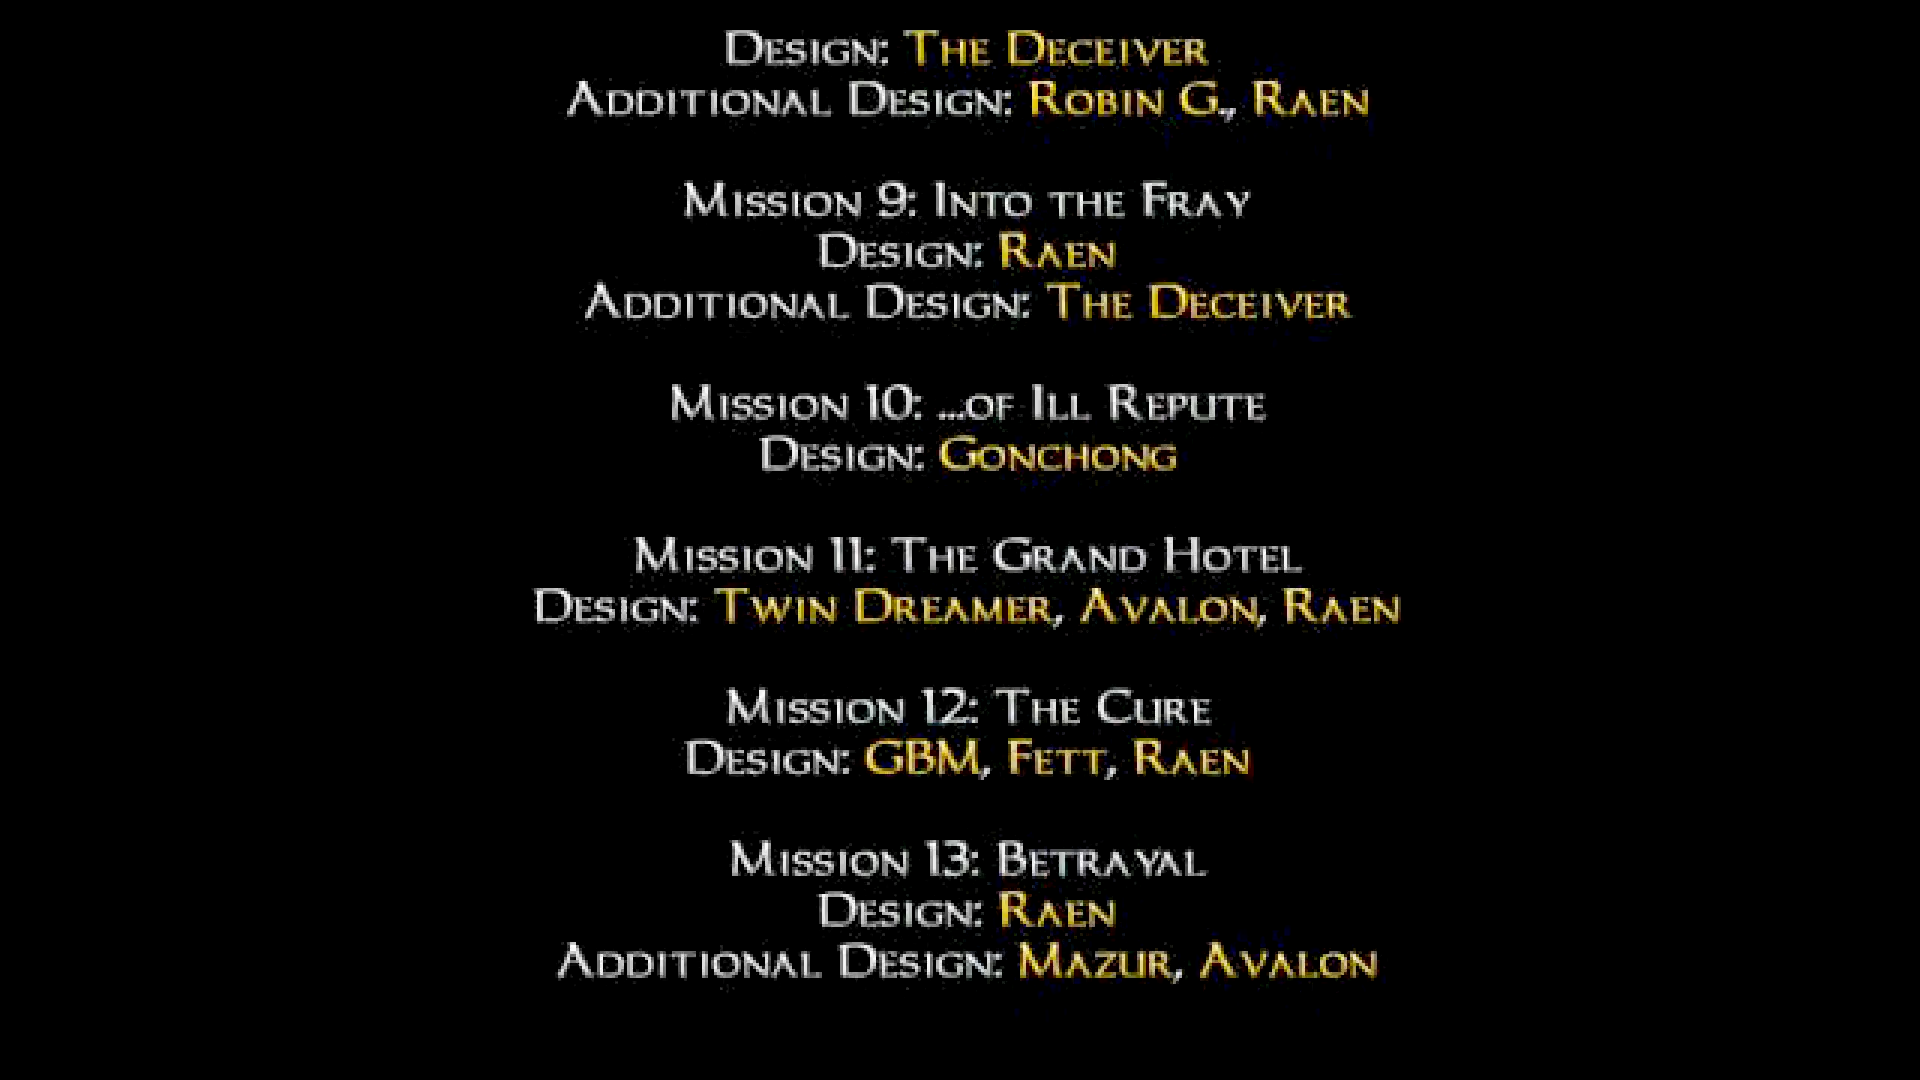 Design: The Deceiver
Additional Design: Robin G., Raen
Mission 9: Into the Fray
Design: Raen
Additional Design: The Deceiver
Mission 10: ...of Ill Repute
Design: Gonchong
Mission 11: The Grand Hotel
Design: Twin Dreamer, Avalon, Raen
Mission 12: The Cure
Design: GBM, Fett, Raen
Mission 13: Betrayal
Design: Raen
Additional Design: Mazur, Avalon